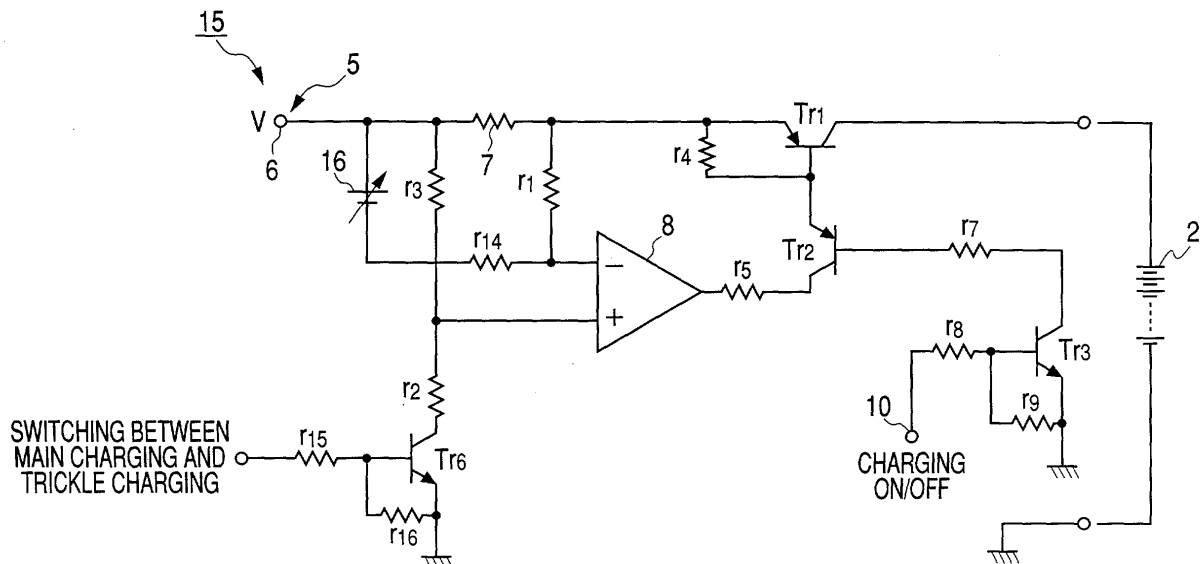 15
5
V
6
7
Tr1
16
r3
r1
r4
r14
8
Tr2
r7
2
−
+
r5
r8
Tr3
r2
r9
10
SWITCHING BETWEEN
MAIN CHARGING AND
TRICKLE CHARGING
r15
Tr6
CHARGING
ON/OFF
r16